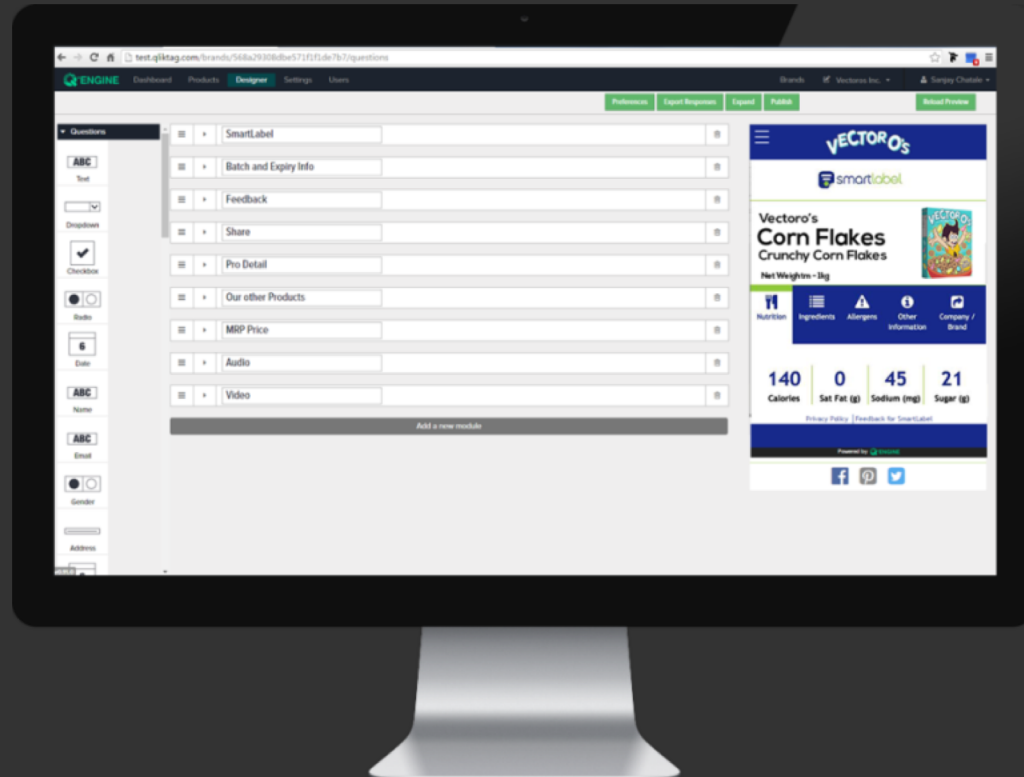 test.qliktag.com/brands/568a29308dbe571f1f1de7b7/questions
Q ENGINE Dashboard Products Designer Settings Users Brands Vectoros Inc. Sanjay Chatale
Preferences Export Responses Expand Publish Reload Preview
Questions
ABC
Text
Dropdown
Checkbox
Radio
6
Date
ABC
Name
ABC
Email
Gender
Address
SmartLabel
Batch and Expiry Info
Feedback
Share
Pro Detail
Our other Products
MRP Price
Audio
Video
Add a new module
VECTOR O's
smartlabel
Vectoro's
Corn Flakes
Crunchy Corn Flakes
Net Weightm - 1kg
VECTOR O's
Nutrition Ingredients Allergens Other Information Company / Brand
140 0 45 21
Calories Sat Fat (g) Sodium (mg) Sugar (g)
Privacy Policy | Feedback for SmartLabel
Powered by Q ENGINE